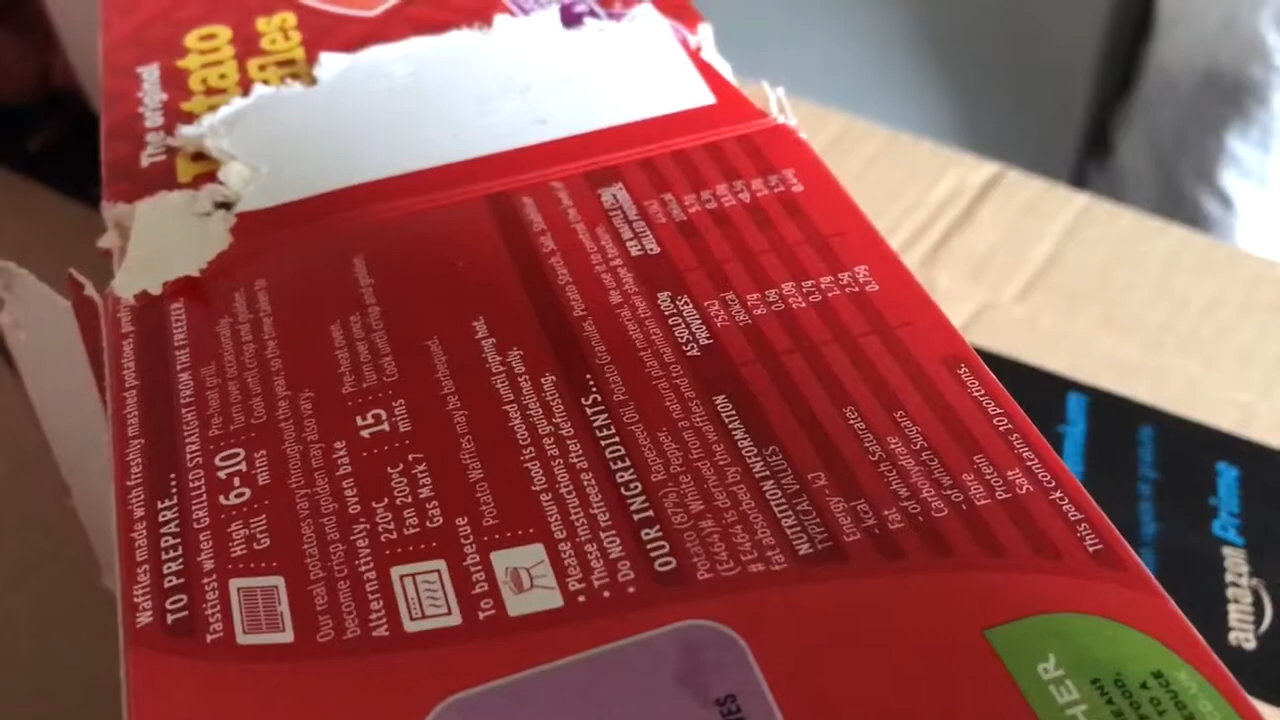 The original
Waffles made with freshly mashed potatoes,
TO PREPARE...
Tastiest when GRILLED STRAIGHT FROM THE FREEZER.
High Grill : 6-10 mins : Pre-heat grill.
Turn over occasionally.
Cook until crisp and golden.
Our real potatoes vary throughout the year, so the time taken to
become crisp and golden may also vary.
Alternatively, oven bake
220°C
Fan 200°C
Gas Mark 7
15 mins
Pre-heat oven.
Turn over once.
Cook until crisp and golden.
To barbecue
Potato Waffles may be barbequed.
• Please ensure food is cooked until piping hot.
• These instructions are guidelines only.
• Do NOT refreeze after defrosting.
OUR INGREDIENTS...
Potato (87%), Rapeseed Oil, Potato Granules, Potato Starch, Salt, Stabiliser
(E464)#, White Pepper.
# E464 is derived from a natural plant material. We use it to control the level
fat absorbed by the waffles and to maintain their shape & texture.
NUTRITION INFORMATION
TYPICAL VALUES
AS SOLD 100g
PROVIDES:
PER WAFFLE
GRILLED PROVIDES
Energy kJ 752kJ
- kcal 180kcal
Fat 8.7g
- of which Saturates 0.6g
Carbohydrate 22.0g
- of which Sugars 0.7g
Fibre 1.7g
Protein 2.5g
Salt 0.75g
This pack contains 10 portions.
amazon Prime